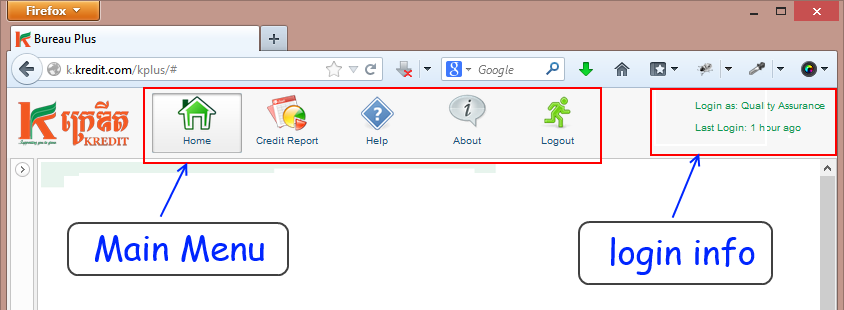 Firefox
Bureau Plus
k.kredit.com/kplus/#
Google
ក្រេឌីត
KREDIT
Home
Credit Report
Help
About
Logout
Login as: Quality Assurance
Last Login: 1 hour ago
Main Menu
login info